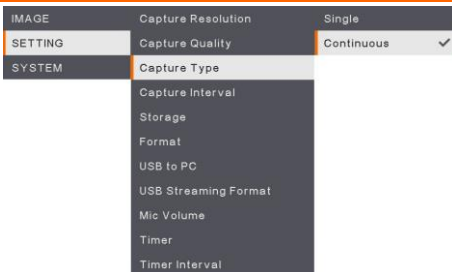 IMAGE
SETTING
SYSTEM
Capture Resolution
Capture Quality
Capture Type
Capture Interval
Storage
Format
USB to PC
USB Streaming Format
Mic Volume
Timer
Timer Interval
Single
Continuous ✓